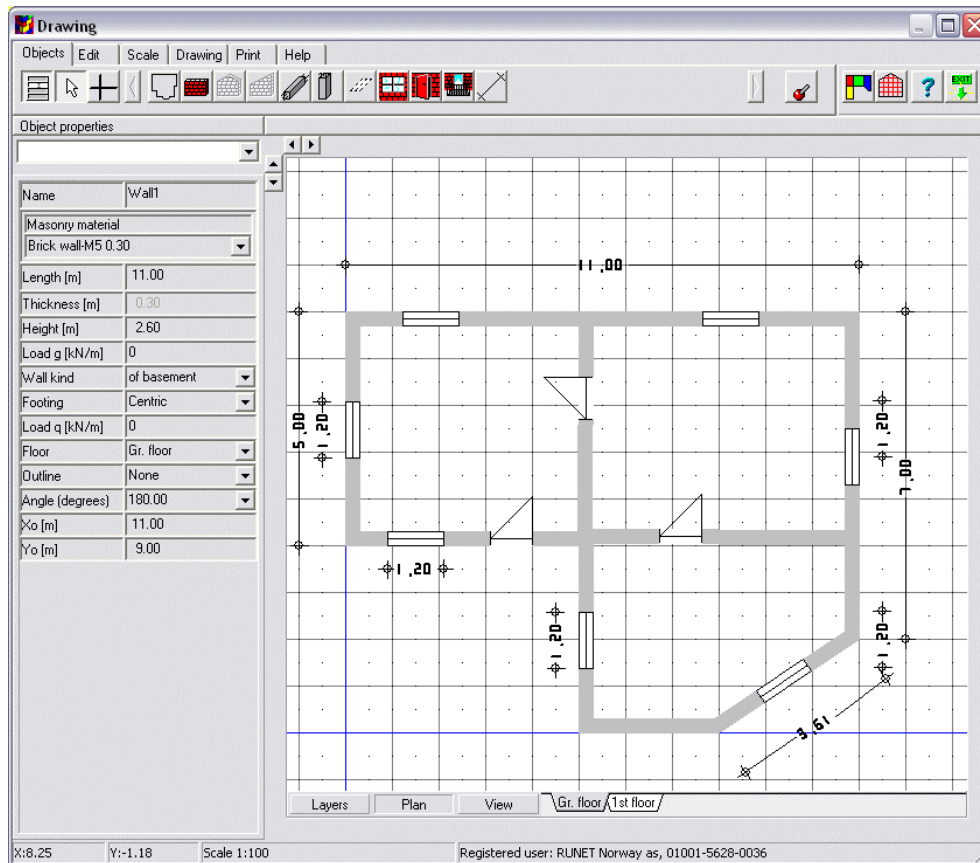 Drawing
Objects Edit Scale Drawing Print Help
EXIT
Object properties
Name Wall1
Masonry material
Brick wall-M5 0.30
Length [m] 11.00
Thickness [m] 0.30
Height [m] 2.60
Load g [kN/m] 0
Wall kind of basement
Footing Centric
Load q [kN/m] 0
Floor Gr. floor
Outline None
Angle (degrees) 180.00
Xo [m] 11.00
Yo [m] 9.00
11,00
5,00
1,20
1,20
7,00
1,20
1,20
1,20
3,61
Layers Plan View Gr. floor 1st floor
X:8.25 Y:-1.18 Scale 1:100 Registered user: RUNET Norway as, 01001-5628-0036